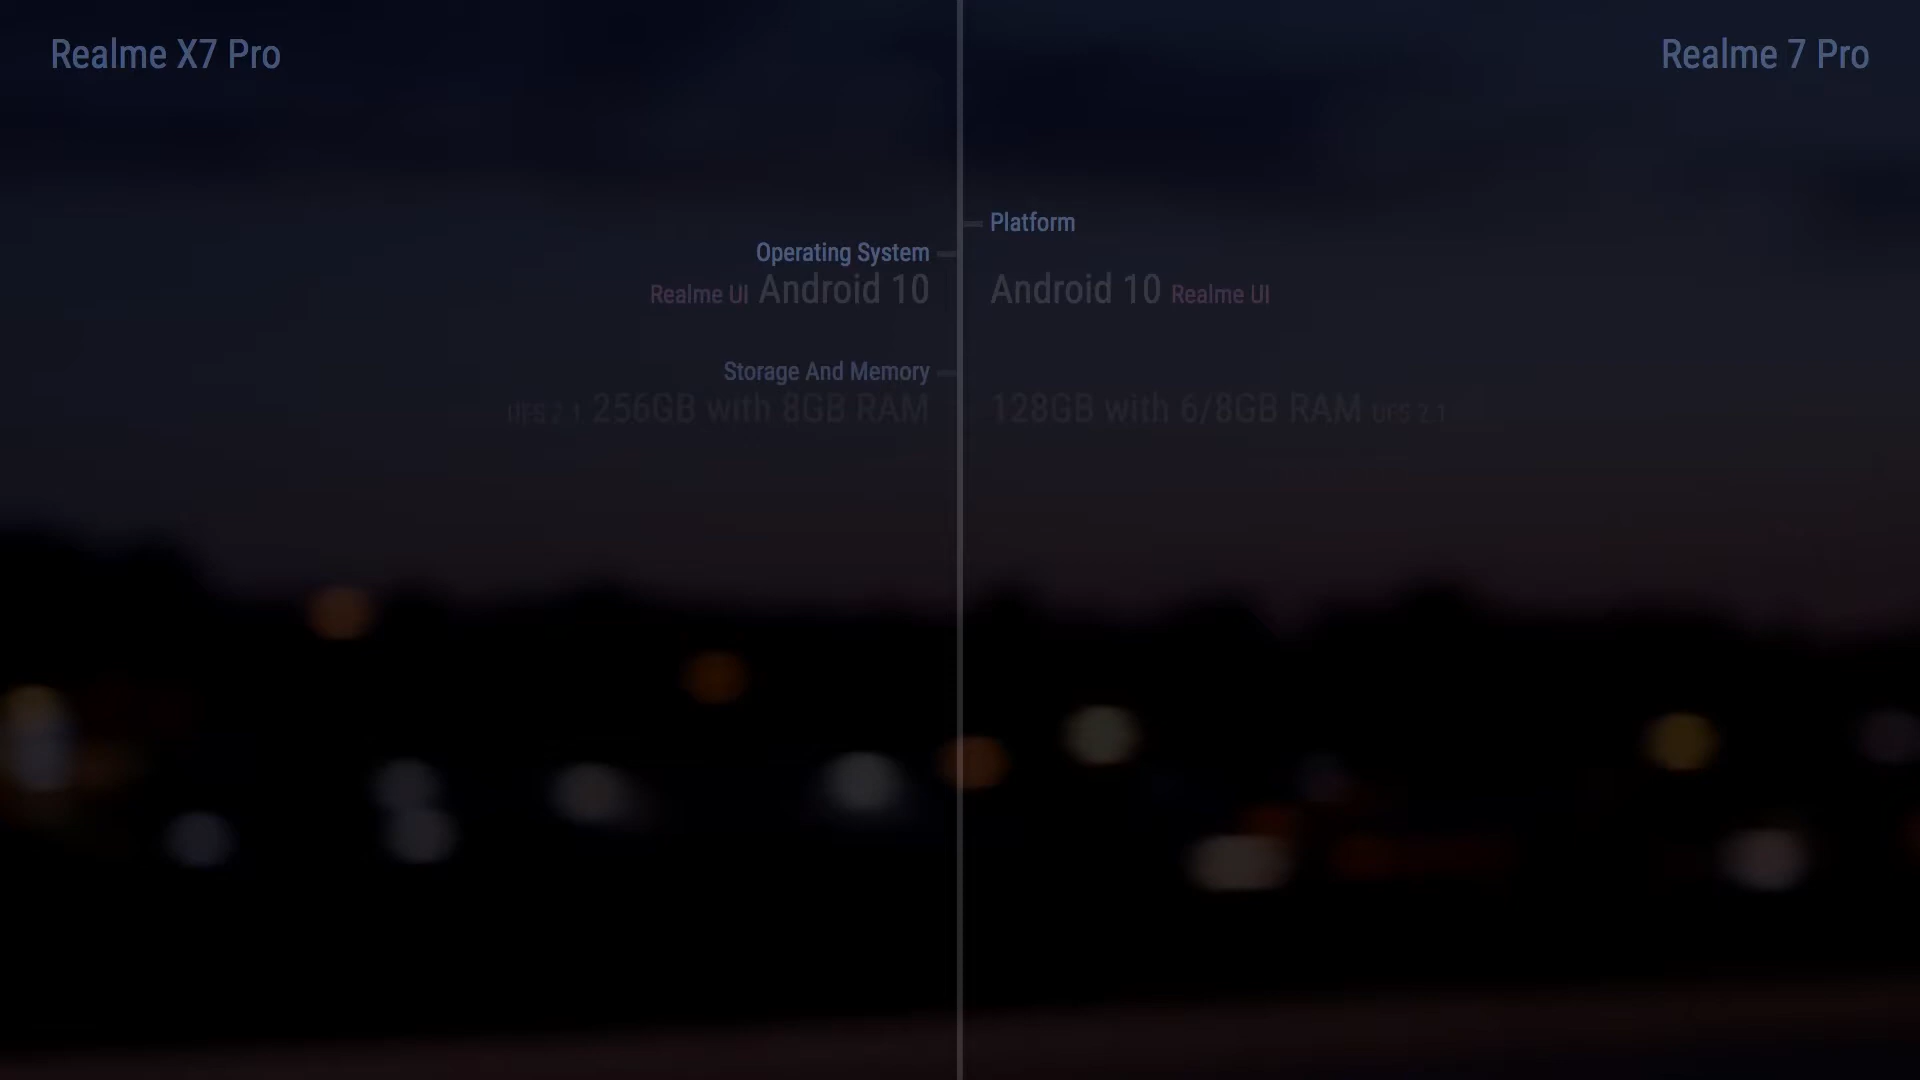 Realme X7 Pro
Realme 7 Pro
Platform
Operating System
Realme UI Android 10
Android 10 Realme UI
Storage And Memory
UFS 2.1 256GB with 8GB RAM
128GB with 6/8GB RAM UFS 2.1